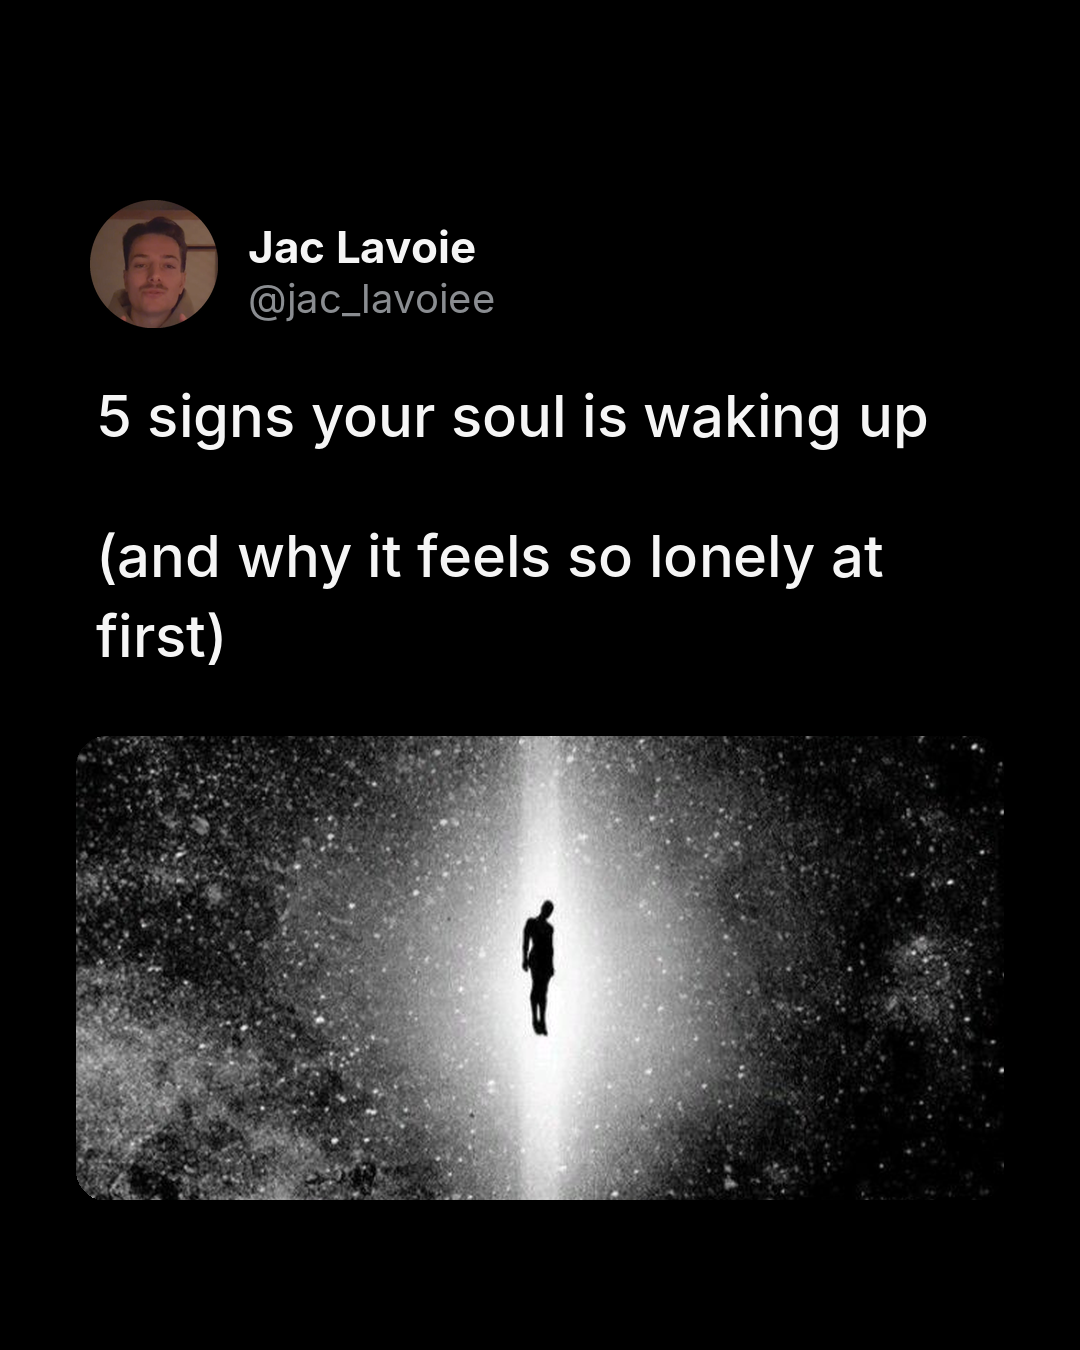 Jac Lavoie
@jac_lavoiee
5 signs your soul is waking up
(and why it feels so lonely at
first)